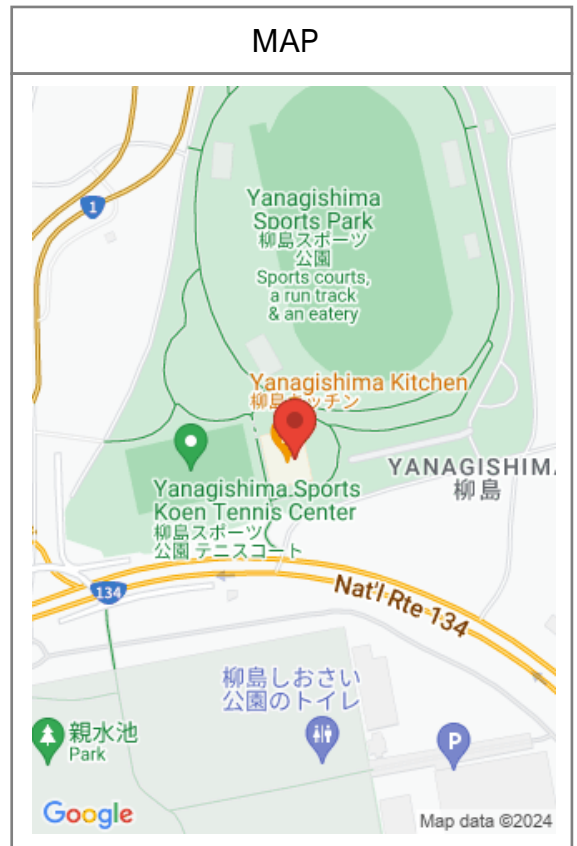 MAP
1
Yanagishima
Sports Park
柳島スポーツ
公園
Sports courts,
a run track
& an eatery
Yanagishima Kitchen
柳島キッチン
YANAGISHIM
柳島
Yanagishima Sports
Koen Tennis Center
柳島スポーツ
公園 テニスコート
134
Nat'l Rte 134
柳島しおさい
公園のトイレ
親水池
Park
P
Google
Map data ©2024